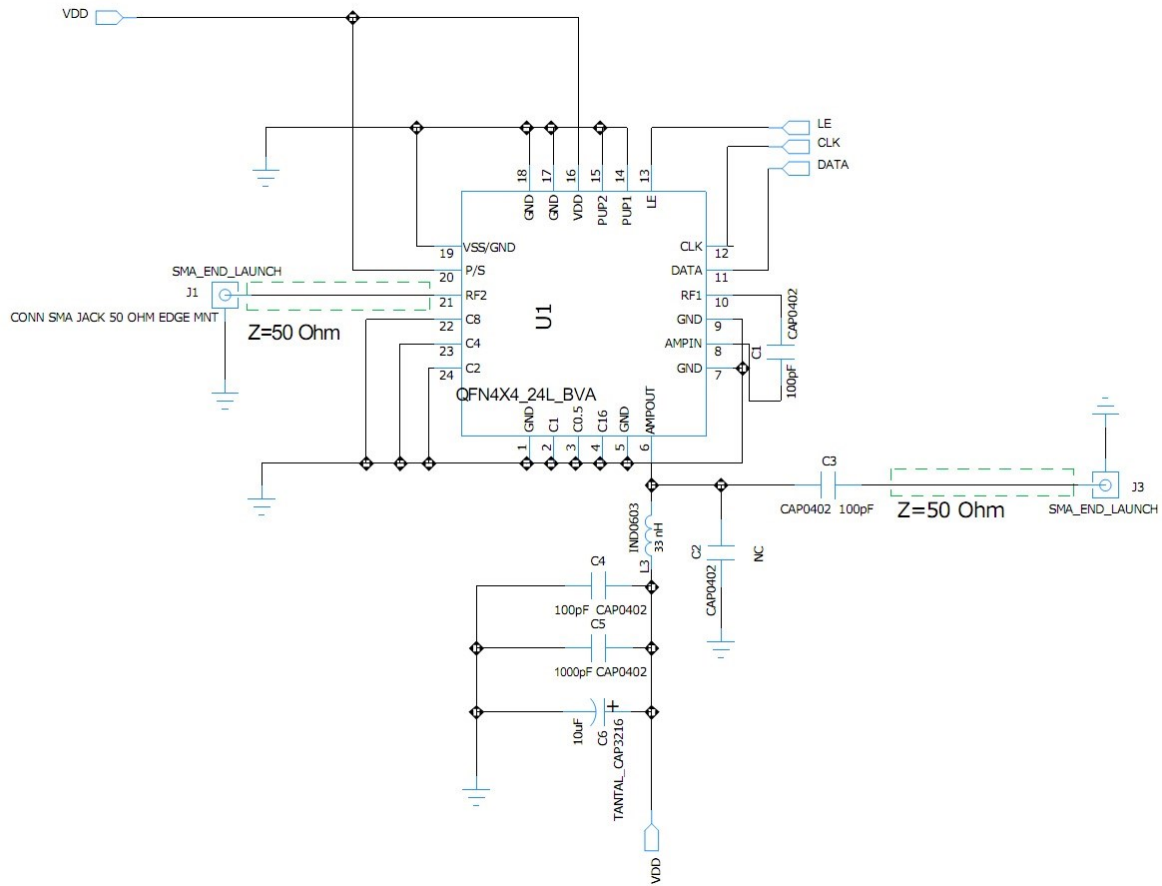 VDD
LE
CLK
DATA
18
17
16
15
14
13
GND
GND
VDD
PUP2
PUP1
LE
VSS/GND
19
P/S
20
RF2
21
C8
22
C4
23
C2
24
CLK
12
DATA
11
RF1
10
GND
9
AMPIN
8
GND
7
U1
QFN4X4_24L_BVA
GND
C1
C0.5
C16
GND
AMPOUT
1
2
3
4
5
6
SMA_END_LAUNCH
J1
CONN SMA JACK 50 OHM EDGE MNT
Z=50 Ohm
C1
CAP0402
100pF
C3
CAP0402 100pF
Z=50 Ohm
J3
SMA_END_LAUNCH
IND0603
33 nH
L3
C2
CAP0402
NC
C4
100pF CAP0402
C5
1000pF CAP0402
+
10uF
C6
TANTAL_CAP3216
VDD